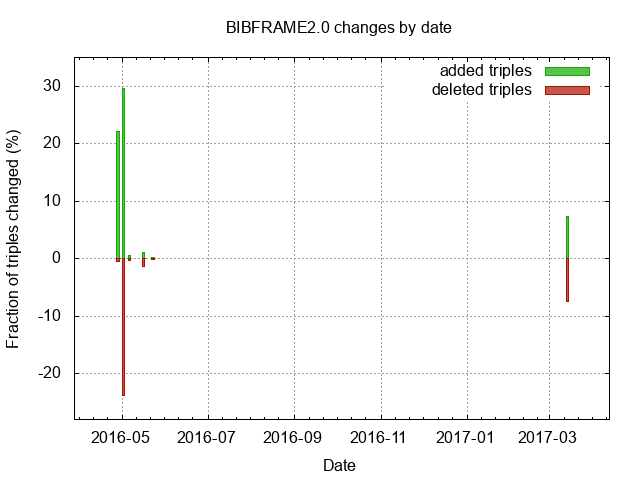 BIBFRAME2.0 changes by date
added triples
deleted triples
Fraction of triples changed (%)
30
20
10
0
-10
-20
2016-05 2016-07 2016-09 2016-11 2017-01 2017-03
Date